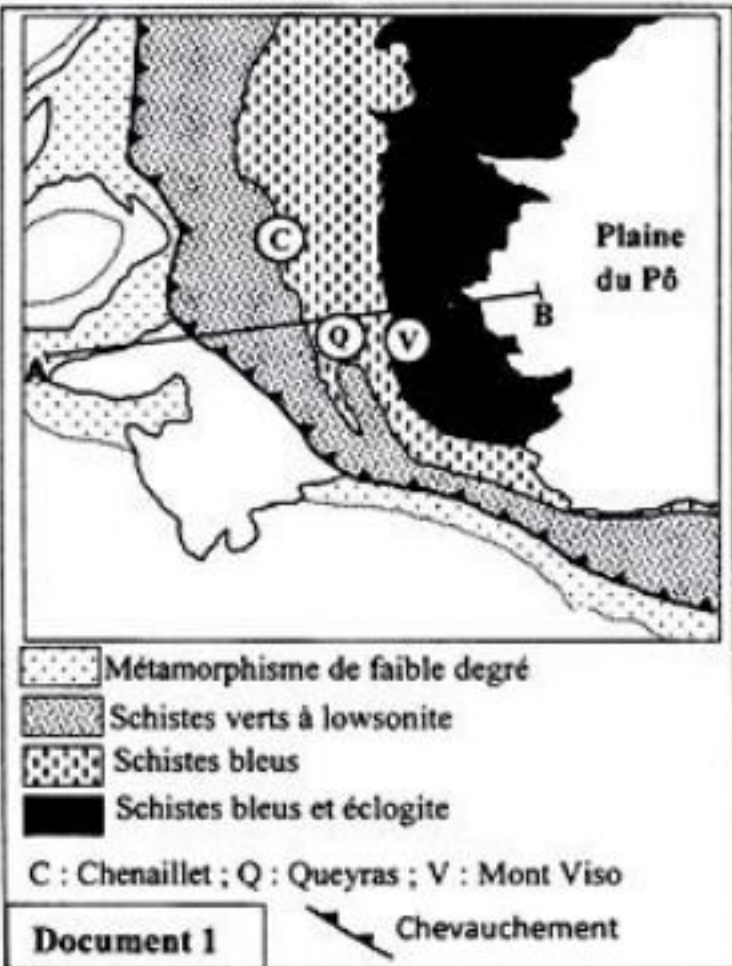 C
Plaine
du Pô
Q
V
B
A
Métamorphisme de faible degré
Schistes verts à lowsonite
Schistes bleus
Schistes bleus et éclogite
C : Chenaillet ; Q : Queyras ; V : Mont Viso
Document 1
Chevauchement